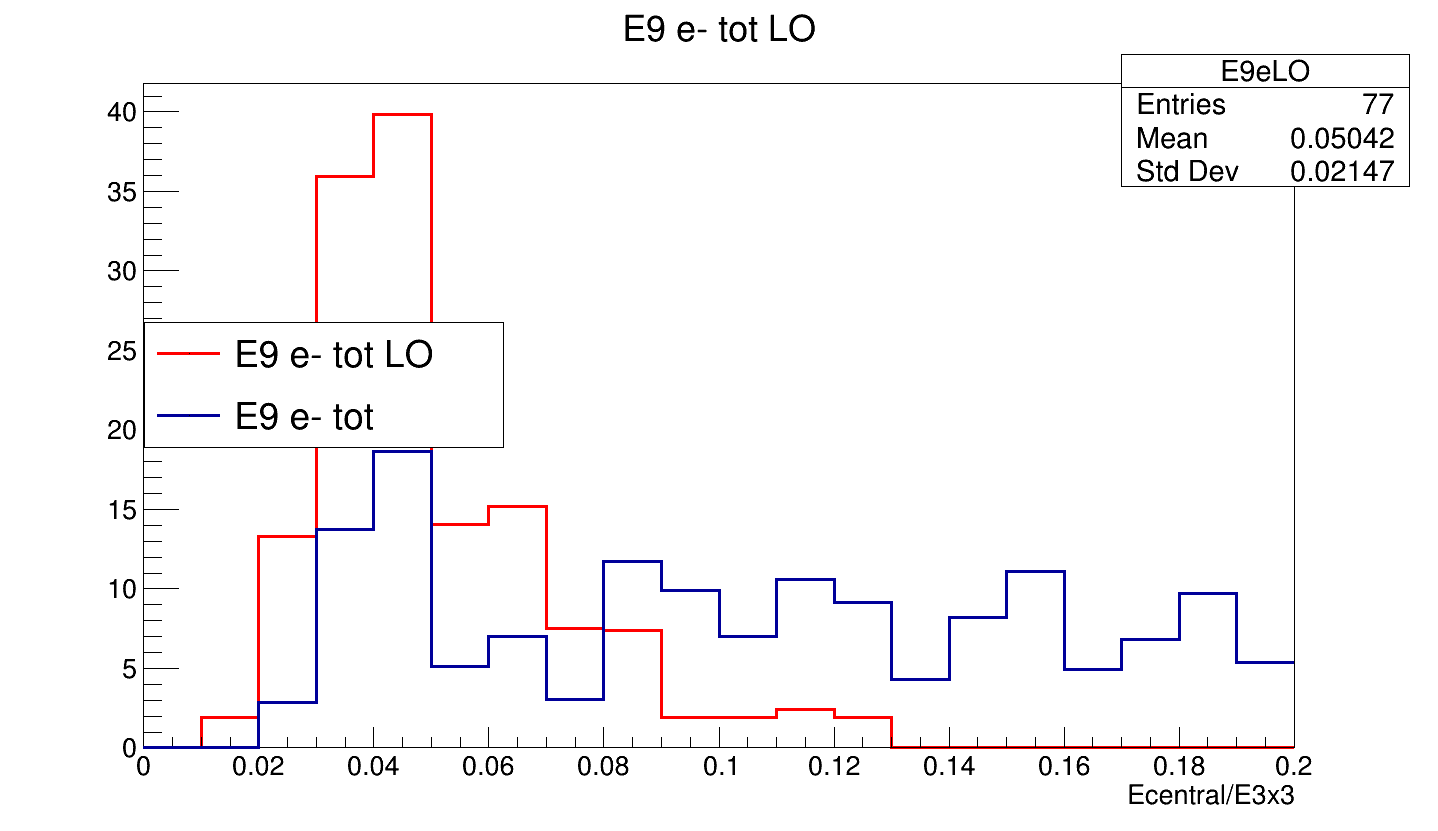 E9 e- tot LO
E9eLO
Entries 77
Mean 0.05042
Std Dev 0.02147
40
35
30
25
20
15
10
5
0
E9 e- tot LO
E9 e- tot
0 0.02 0.04 0.06 0.08 0.1 0.12 0.14 0.16 0.18 0.2
Ecentral/E3x3